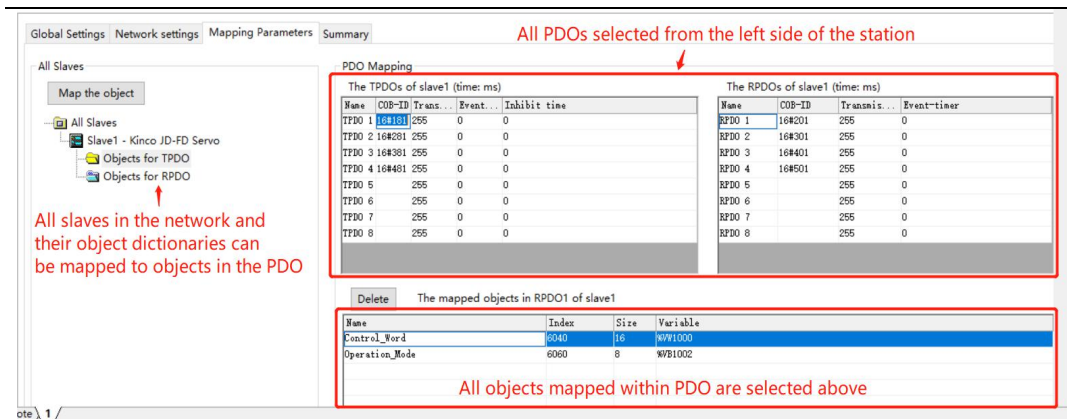 Global Settings Network settings Mapping Parameters Summary
All PDOs selected from the left side of the station
All Slaves
Map the object
All Slaves
Slave1 - Kinco JD-FD Servo
Objects for TPDO
Objects for RPDO
All slaves in the network and
their object dictionaries can
be mapped to objects in the PDO
PDO Mapping
The TPDOs of slave1 (time: ms)
Name COB-ID Trans... Event... Inhibit time
TPDO 1 16#181 255 0 0
TPDO 2 16#281 255 0 0
TPDO 3 16#381 255 0 0
TPDO 4 16#481 255 0 0
TPDO 5 255 0 0
TPDO 6 255 0 0
TPDO 7 255 0 0
TPDO 8 255 0 0
The RPDOs of slave1 (time: ms)
Name COB-ID Transmis... Event-timer
RPDO 1 16#201 255 0
RPDO 2 16#301 255 0
RPDO 3 16#401 255 0
RPDO 4 16#501 255 0
RPDO 5 255 0
RPDO 6 255 0
RPDO 7 255 0
RPDO 8 255 0
Delete The mapped objects in RPDO1 of slave1
Name Index Size Variable
Control_Word 6040 16 %VW1000
Operation_Mode 6060 8 %VB1002
All objects mapped within PDO are selected above
ote 1